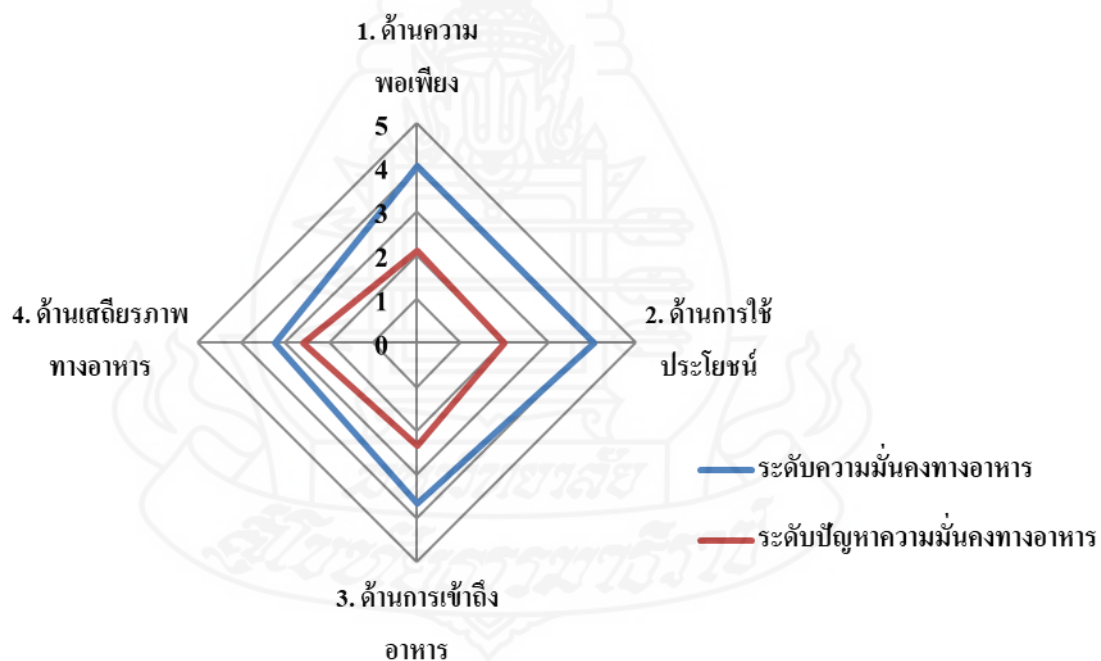 1. ด้านความ
พอเพียง
5
4
3
2
1
0
4. ด้านเสถียรภาพ
ทางอาหาร
2. ด้านการใช้
ประโยชน์
ระดับความมั่นคงทางอาหาร
ระดับปัญหาความมั่นคงทางอาหาร
3. ด้านการเข้าถึง
อาหาร